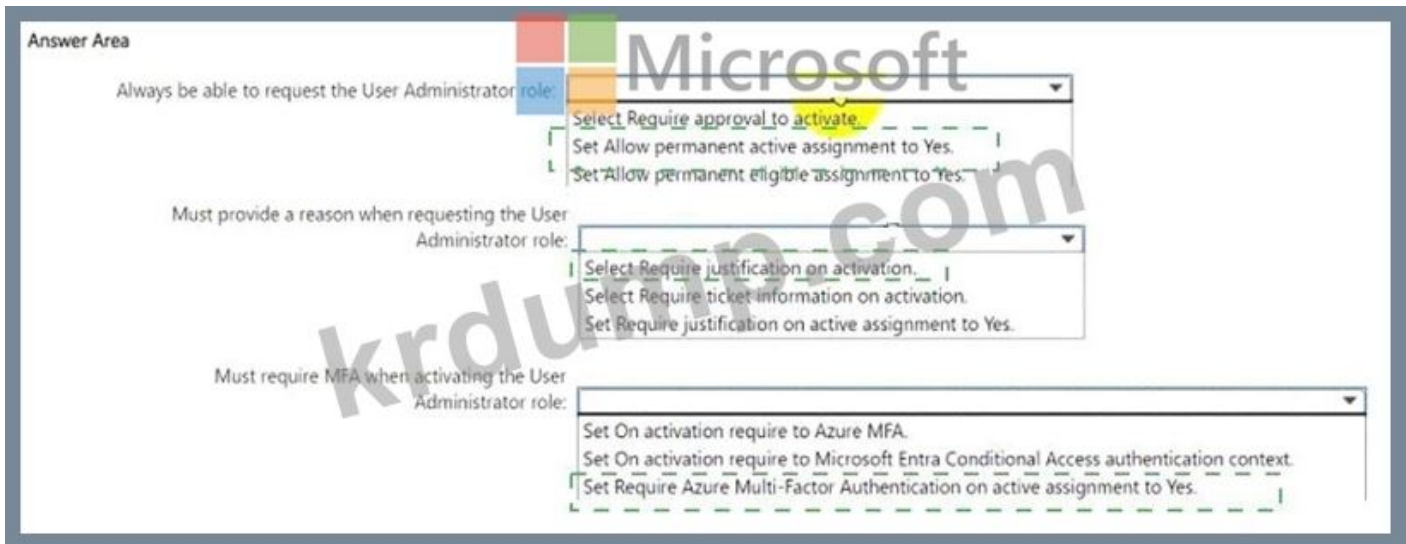 Answer Area
Microsoft
Always be able to request the User Administrator role:
Select Require approval to activate.
Set Allow permanent active assignment to Yes.
Set Allow permanent eligible assignment to Yes.
Must provide a reason when requesting the User
Administrator role:
Select Require justification on activation.
Select Require ticket information on activation.
Set Require justification on active assignment to Yes.
krdump.com
Must require MFA when activating the User
Administrator role:
Set On activation require to Azure MFA.
Set On activation require to Microsoft Entra Conditional Access authentication context.
Set Require Azure Multi-Factor Authentication on active assignment to Yes.